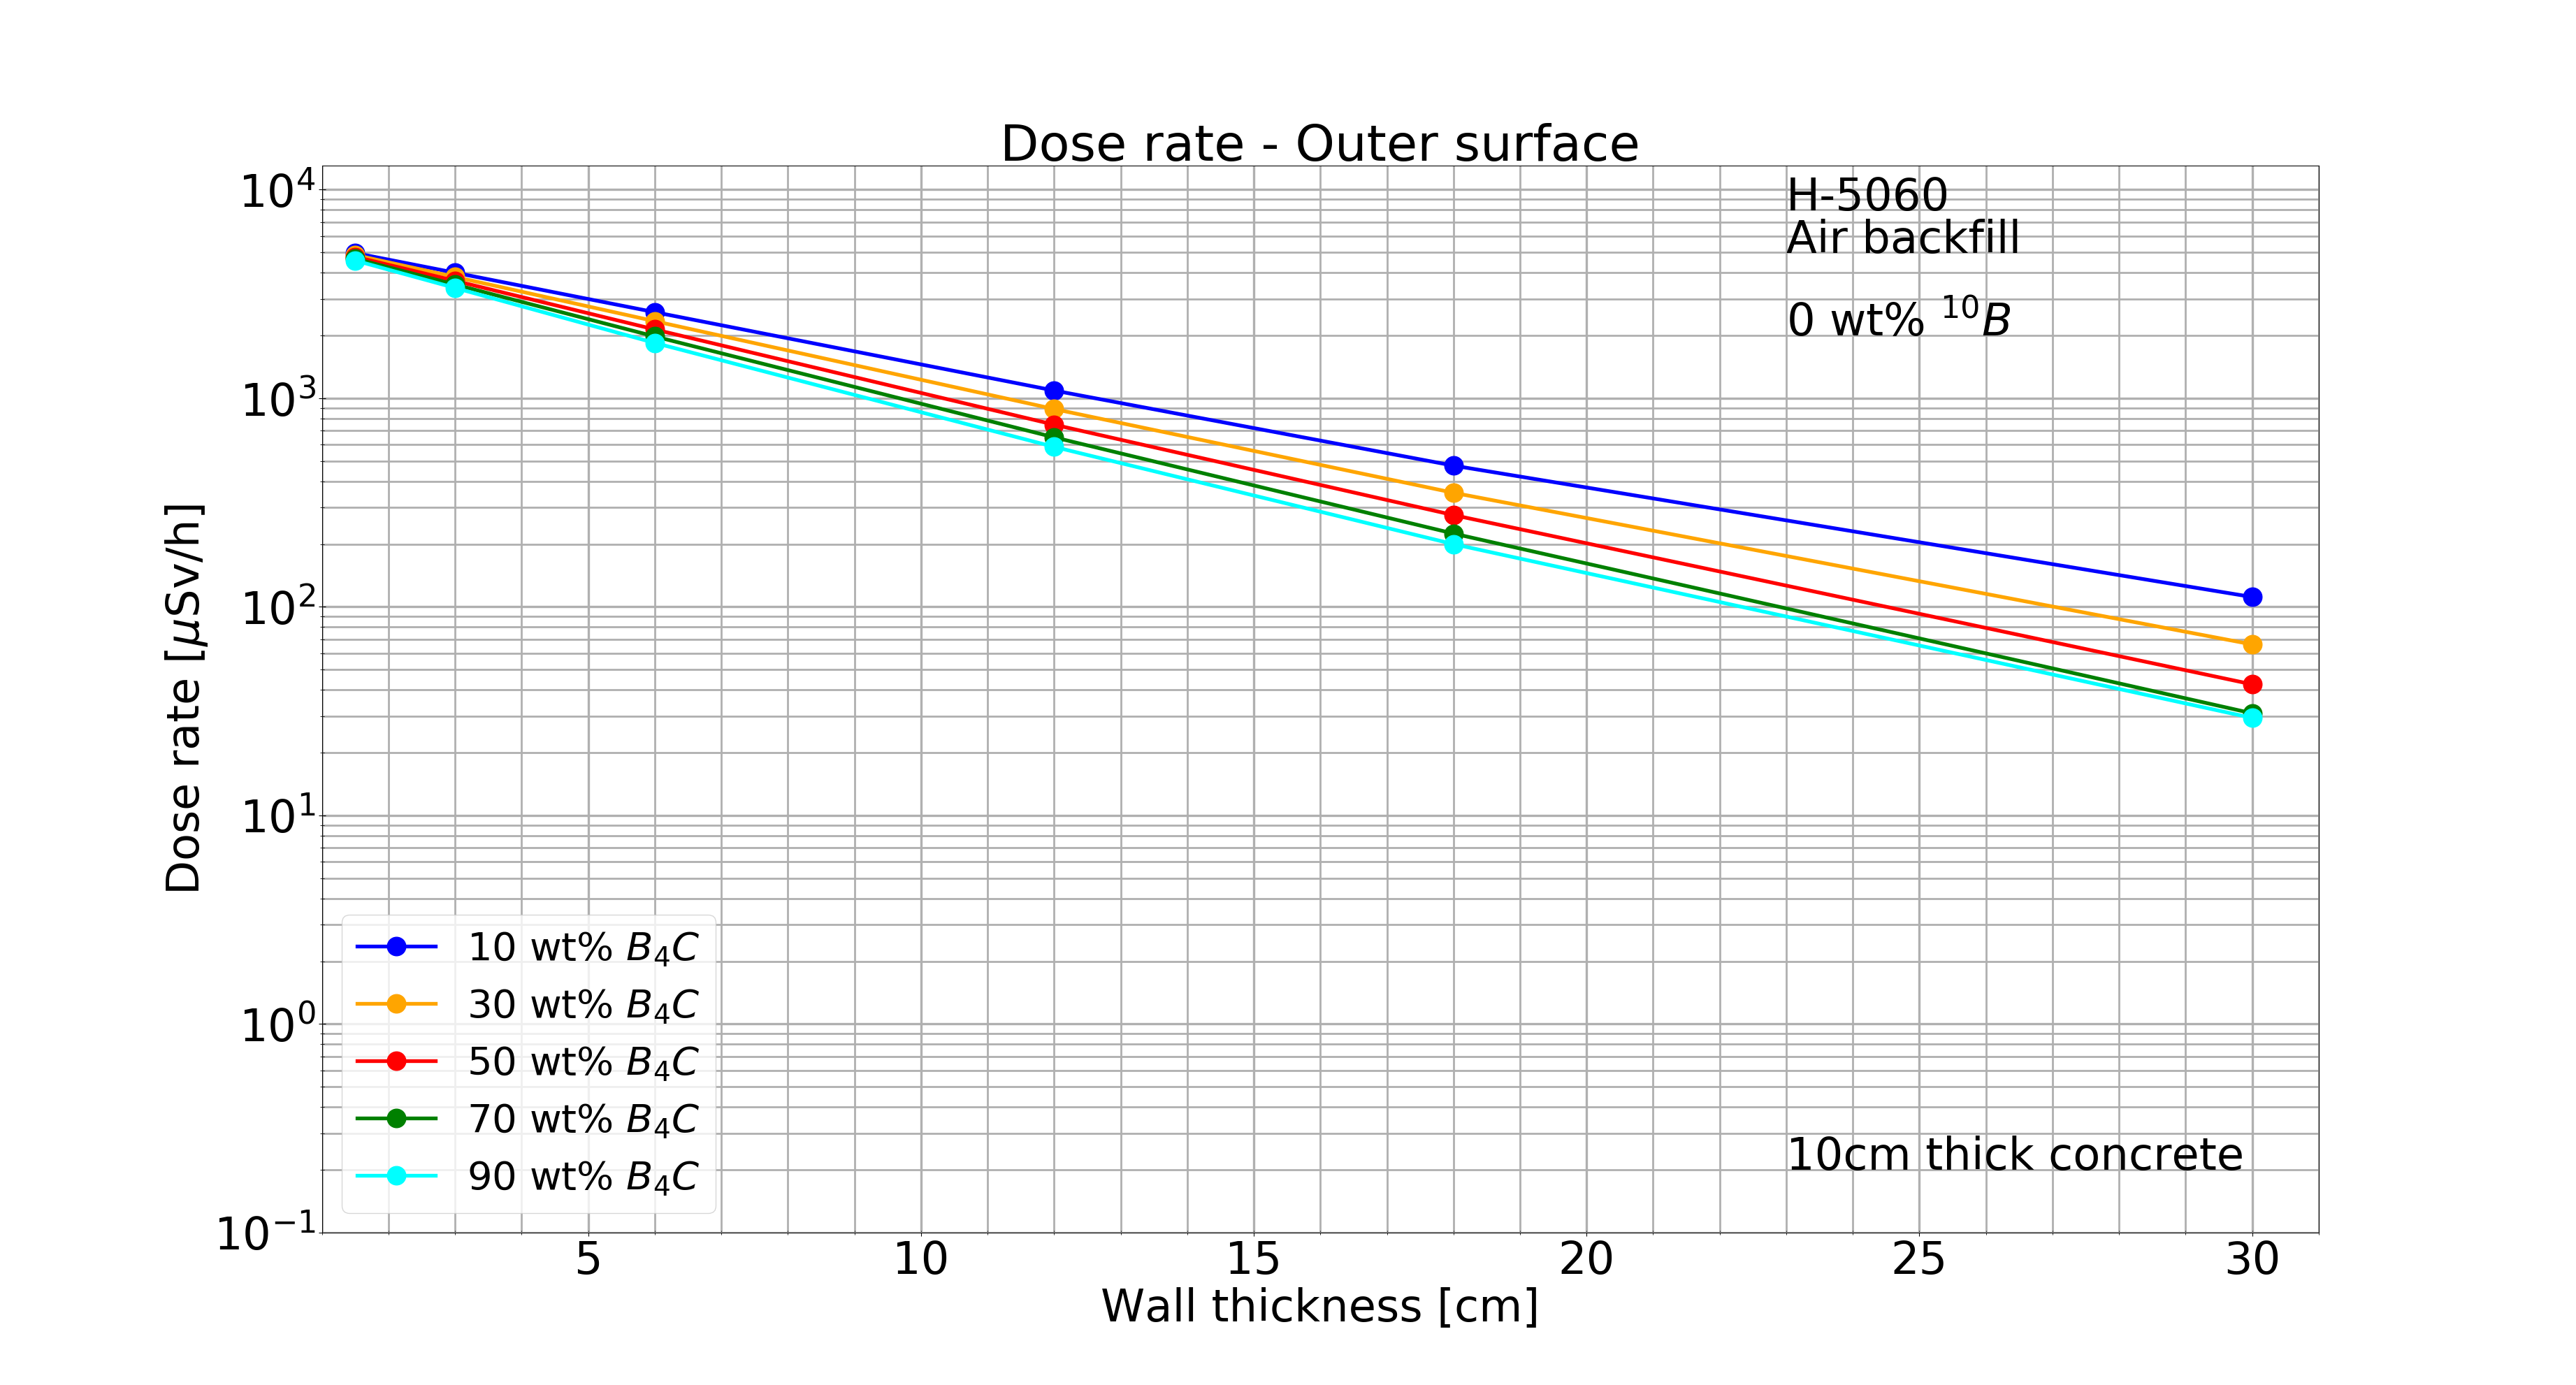 Dose rate - Outer surface
H-5060
Air backfill
0 wt% ¹⁰B
10⁴
10³
10²
10¹
10⁰
10⁻¹
Dose rate [μSv/h]
10 wt% B₄C
30 wt% B₄C
50 wt% B₄C
70 wt% B₄C
90 wt% B₄C
10cm thick concrete
5 10 15 20 25 30
Wall thickness [cm]